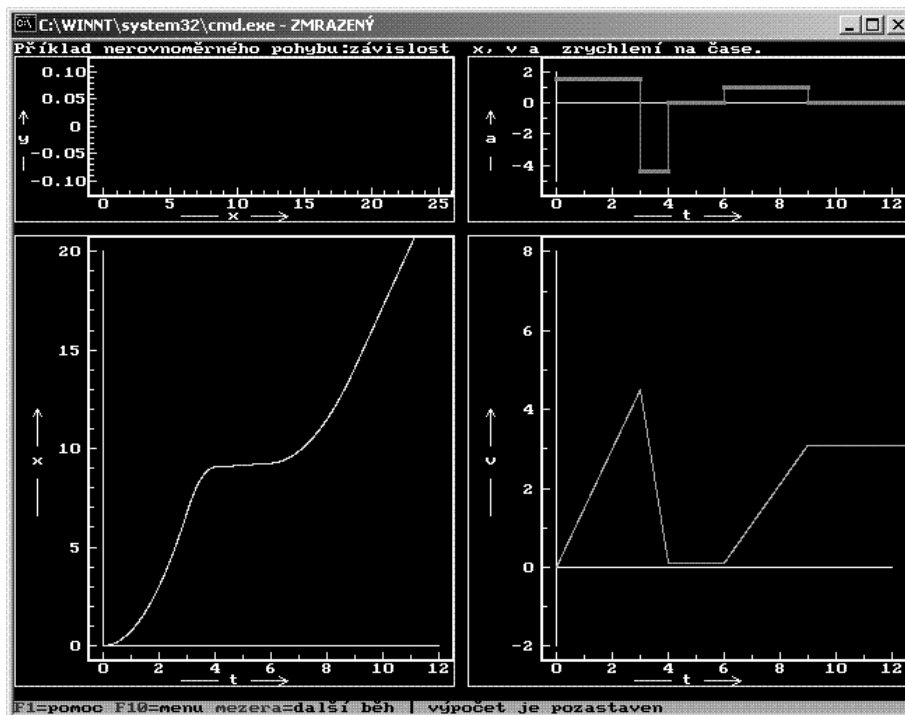 C:\WINNT\system32\cmd.exe - ZMRAZENÝ
Příklad nerovnoměrného pohybu:závislost x, v a zrychlení na čase.
0.10
0.05
0
-0.05
-0.10
y
0 5 10 15 20 25
x
2
0
-2
-4
a
0 2 4 6 8 10 12
t
20
15
10
5
0
x
0 2 4 6 8 10 12
t
8
6
4
2
0
-2
v
0 2 4 6 8 10 12
t
F1=pomoc F10=menu mezera=další běh | výpočet je pozastaven